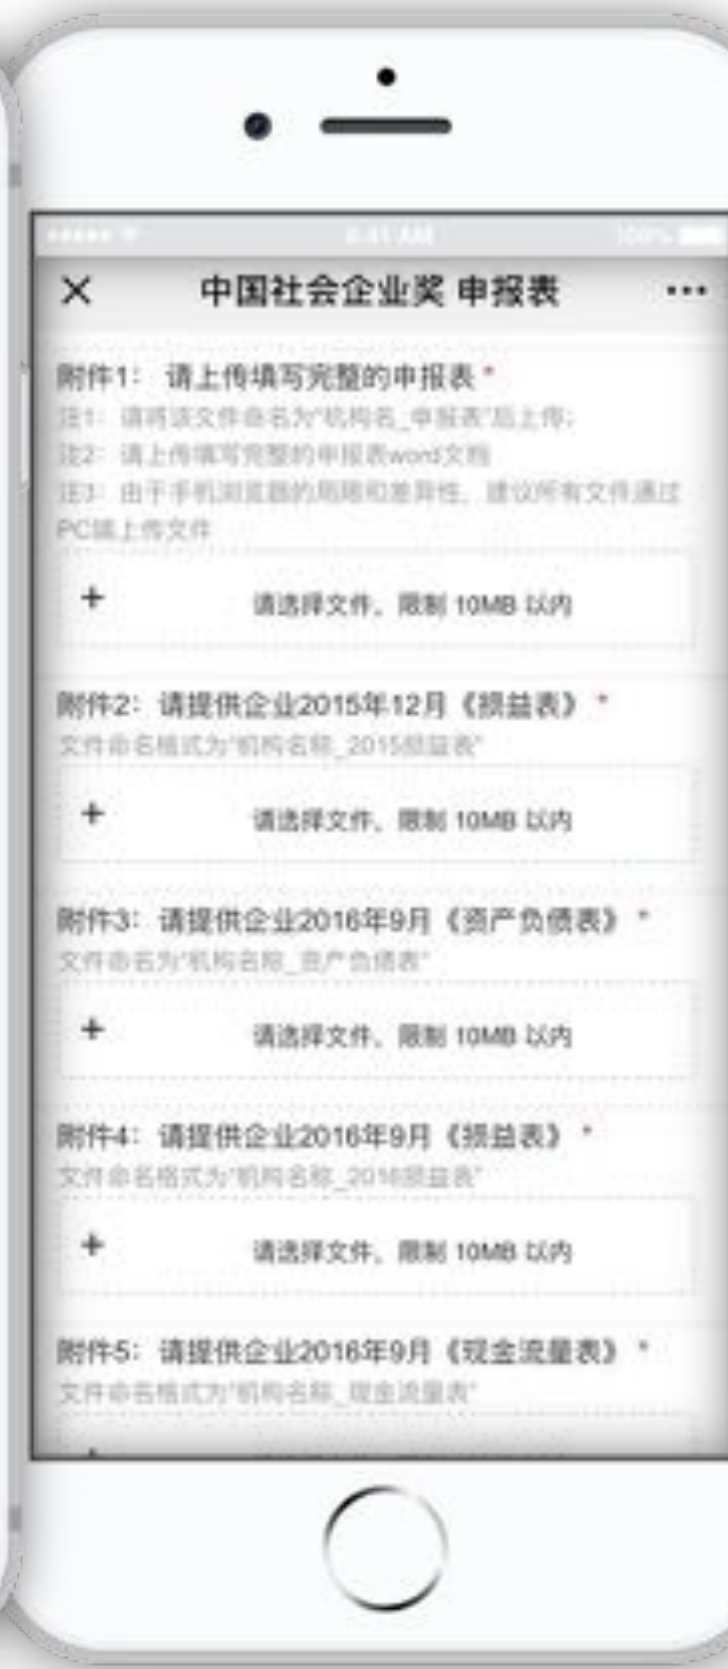 9:41 AM 100%
中国社会企业奖 申报表
附件1: 请上传填写完整的申报表 *
注1: 请将该文件命名为“机构名_申报表”后上传;
注2: 请上传填写完整的申报表word文档
注3: 由于手机浏览器的局限和差异性，建议所有文件通过
PC端上传文件
+ 请选择文件，限制 10MB 以内
附件2: 请提供企业2015年12月《损益表》 *
文件命名格式为“机构名称_2015损益表”
+ 请选择文件，限制 10MB 以内
附件3: 请提供企业2016年9月《资产负债表》 *
文件命名为“机构名称_资产负债表”
+ 请选择文件，限制 10MB 以内
附件4: 请提供企业2016年9月《损益表》 *
文件命名格式为“机构名称_2016损益表”
+ 请选择文件，限制 10MB 以内
附件5: 请提供企业2016年9月《现金流量表》 *
文件命名格式为“机构名称_现金流量表”